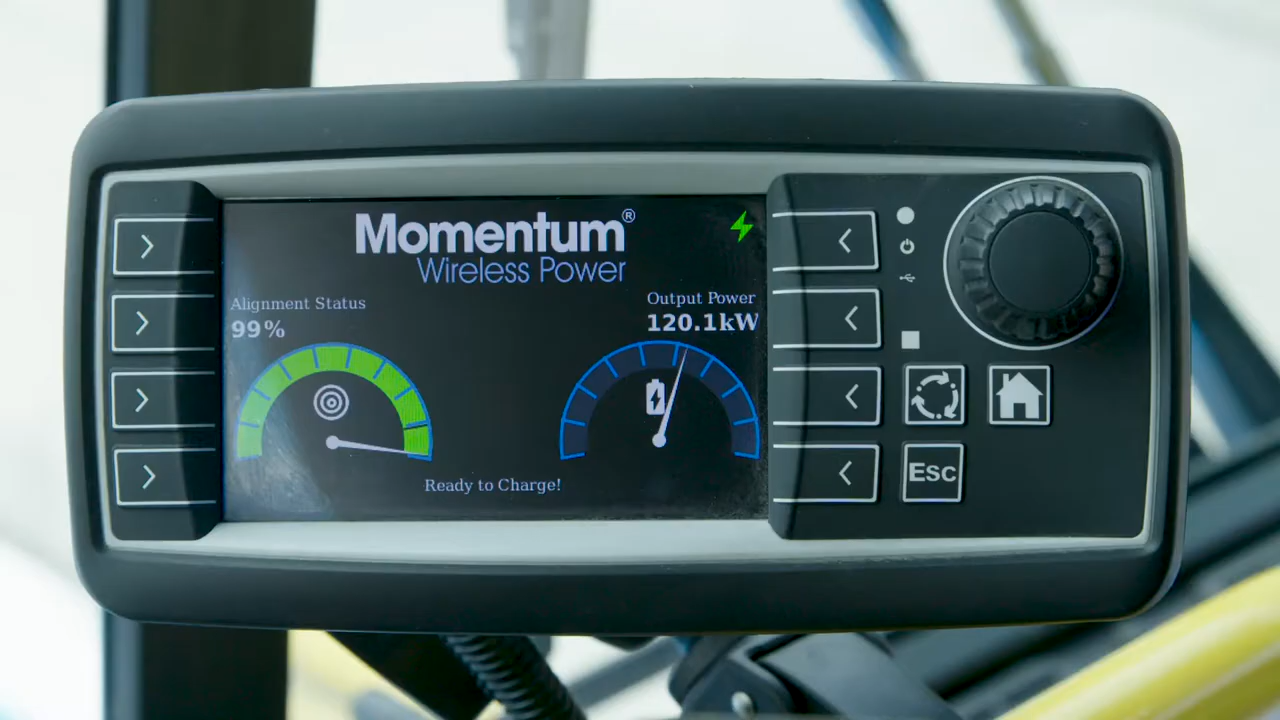 Momentum®
Wireless Power
Alignment Status
99%
Output Power
120.1kW
Ready to Charge!
Esc